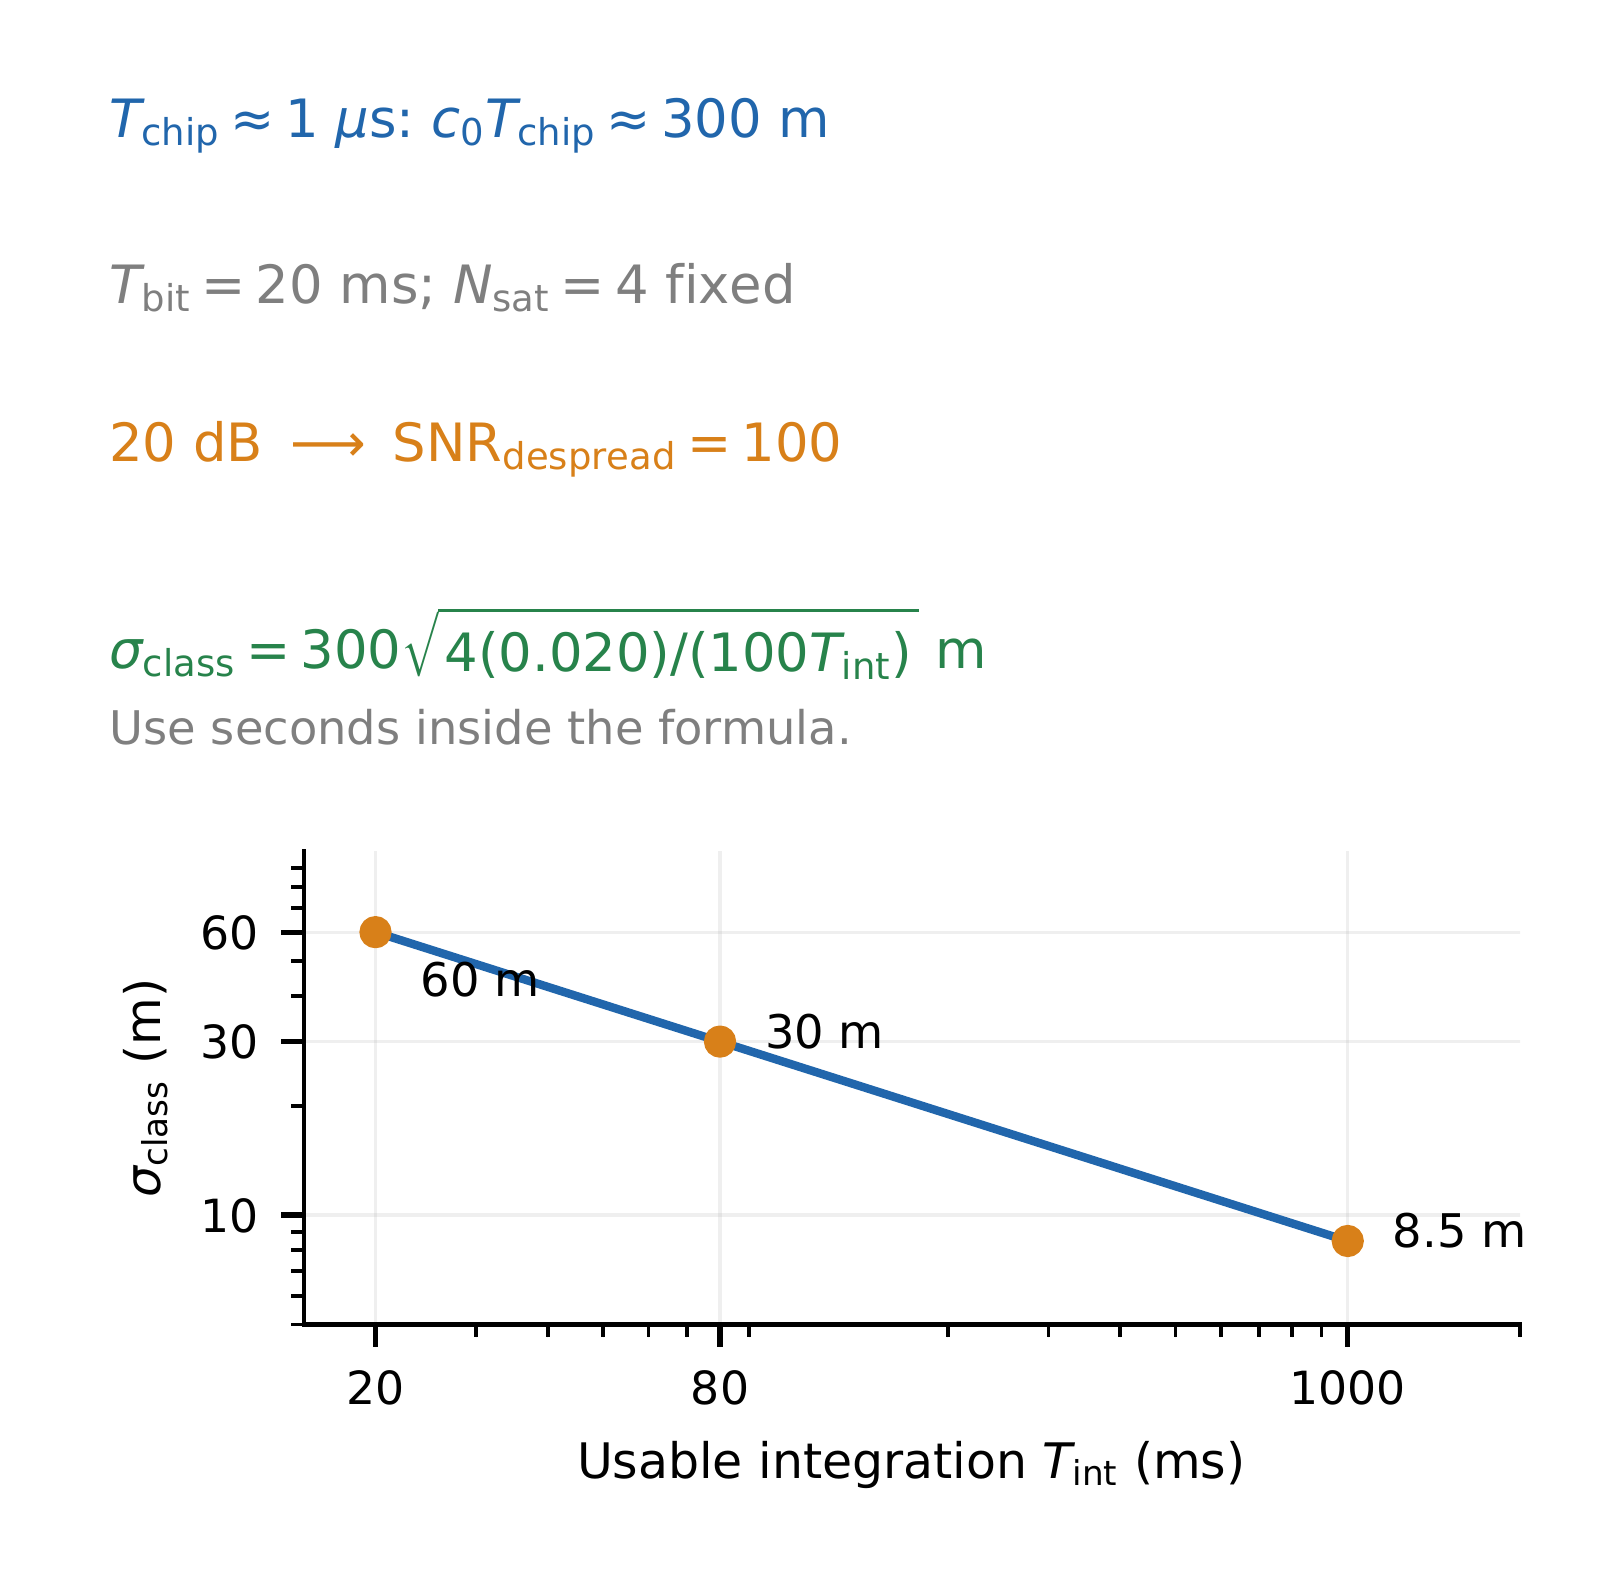 T_chip ≈ 1 μs: c₀T_chip ≈ 300 m
T_bit = 20 ms; N_sat = 4 fixed
20 dB ⟶ SNR_despread = 100
σ_class = 300√(4(0.020)/(100T_int)) m
Use seconds inside the formula.
60
30
10
σ_class (m)
60 m
30 m
8.5 m
20 80 1000
Usable integration T_int (ms)